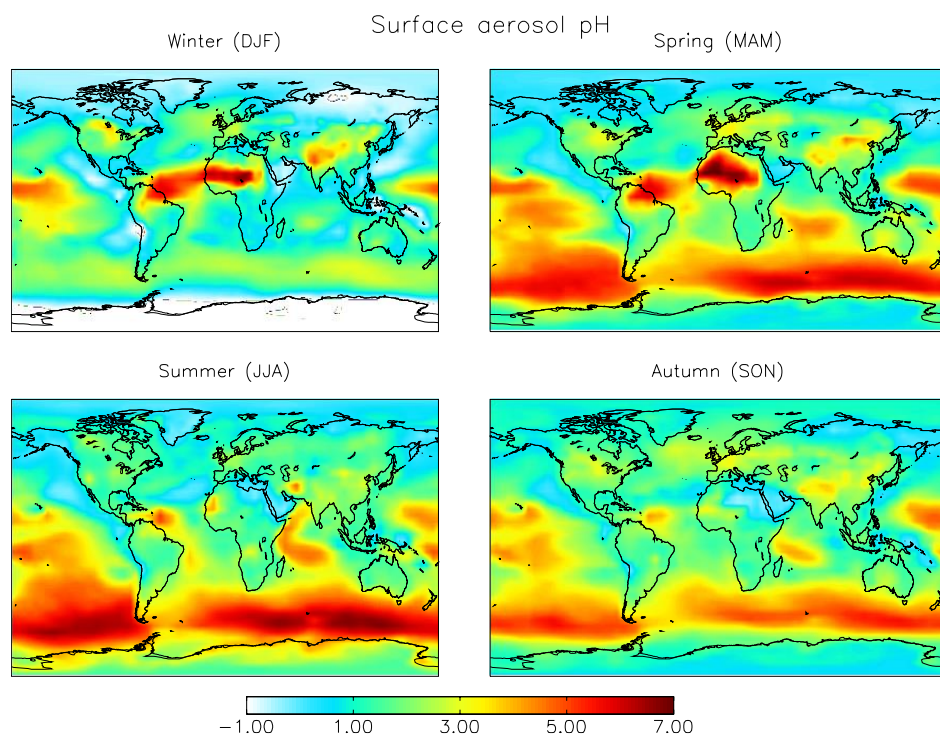 Surface aerosol pH
Winter (DJF)
Spring (MAM)
Summer (JJA)
Autumn (SON)
−1.00 1.00 3.00 5.00 7.00